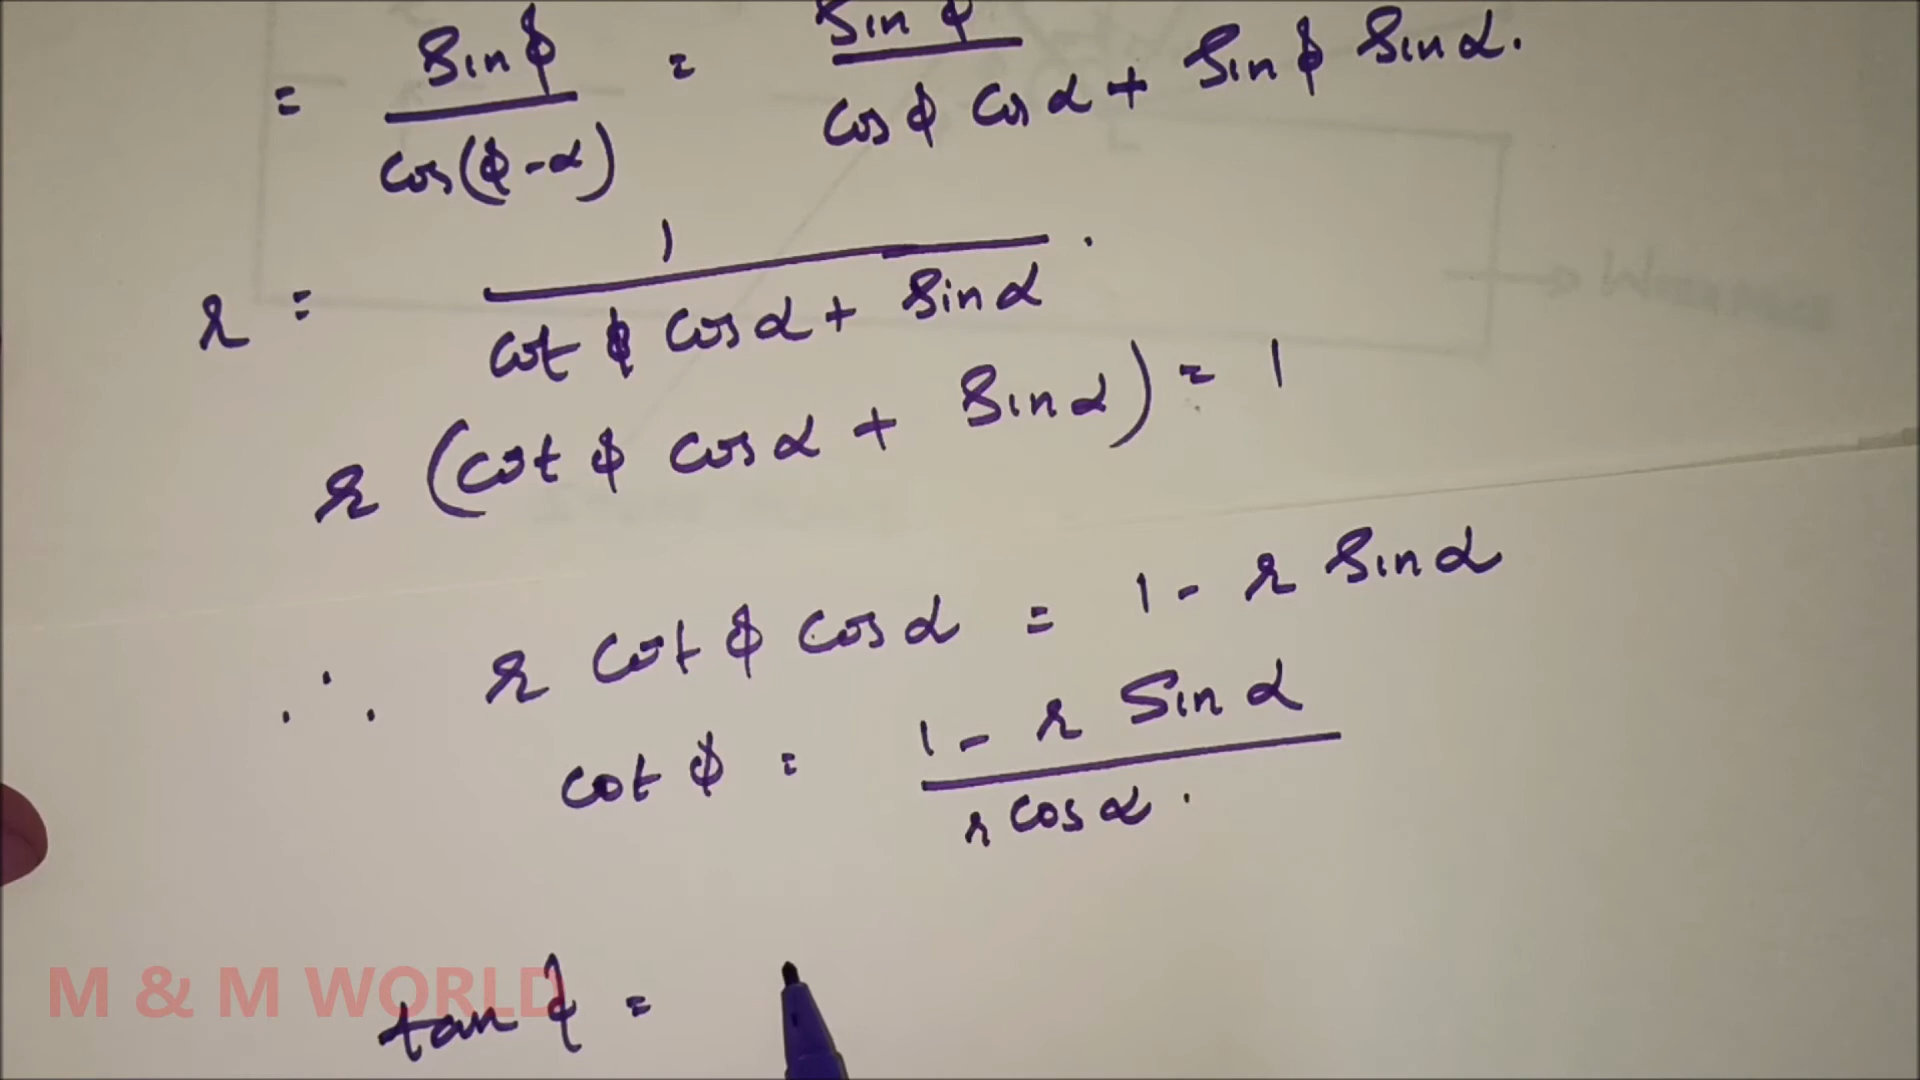 = sin φ / cos(φ-α) = sin φ / cos φ cos α + sin φ sin α.
r = 1 / cot φ cos α + sin α .
r (cot φ cos α + sin α) = 1
∴ r cot φ cos α = 1 - r sin α
cot φ = 1 - r sin α / r cos α .
tan φ =
M & M WORLD